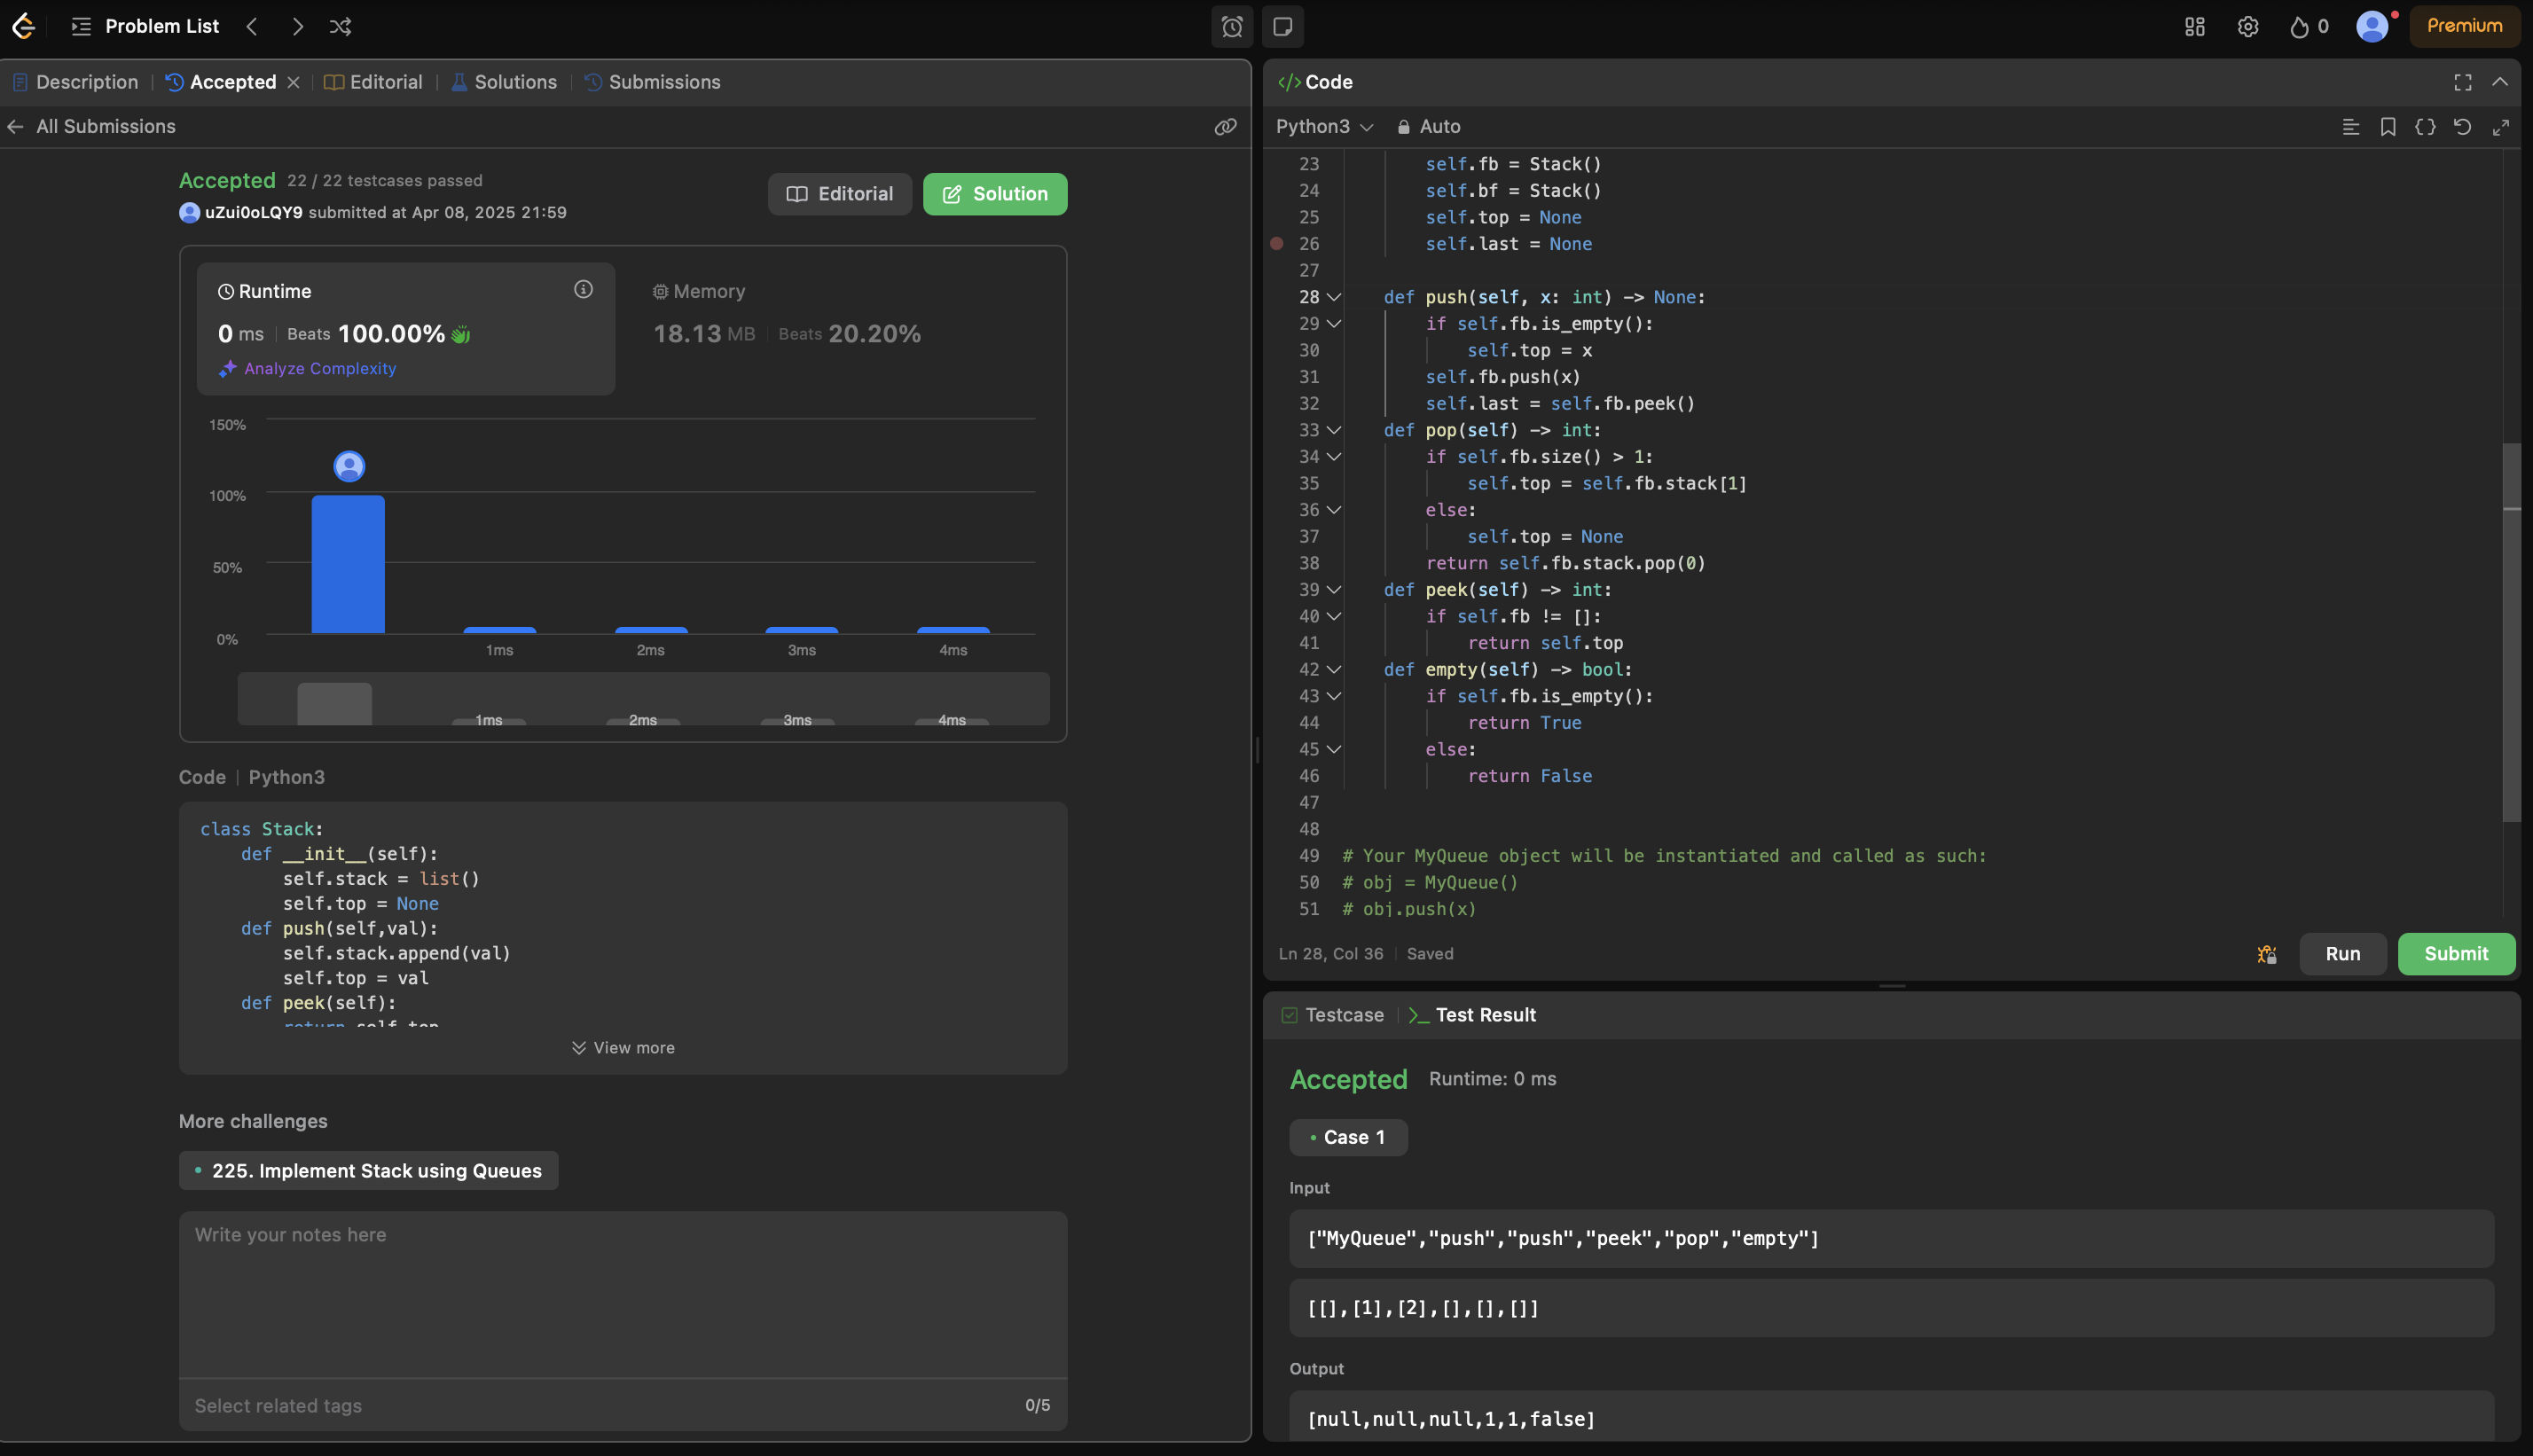 Problem List
0
Premium
Description
Accepted
Editorial
Solutions
Submissions
All Submissions
Accepted 22 / 22 testcases passed
uZui0oLQY9 submitted at Apr 08, 2025 21:59
Editorial
Solution
Runtime
0 ms Beats 100.00%
Analyze Complexity
Memory
18.13 MB Beats 20.20%
150%
100%
50%
0%
1ms 2ms 3ms 4ms
1ms 2ms 3ms 4ms
Code | Python3
class Stack:
    def __init__(self):
        self.stack = list()
        self.top = None
    def push(self,val):
        self.stack.append(val)
        self.top = val
    def peek(self):
        return self.top
View more
More challenges
225. Implement Stack using Queues
Write your notes here
Select related tags
0/5
</> Code
Python3
Auto
23         self.fb = Stack()
24         self.bf = Stack()
25         self.top = None
26         self.last = None
27
28     def push(self, x: int) -> None:
29         if self.fb.is_empty():
30             self.top = x
31         self.fb.push(x)
32         self.last = self.fb.peek()
33     def pop(self) -> int:
34         if self.fb.size() > 1:
35             self.top = self.fb.stack[1]
36         else:
37             self.top = None
38         return self.fb.stack.pop(0)
39     def peek(self) -> int:
40         if self.fb != []:
41             return self.top
42     def empty(self) -> bool:
43         if self.fb.is_empty():
44             return True
45         else:
46             return False
47
48
49 # Your MyQueue object will be instantiated and called as such:
50 # obj = MyQueue()
51 # obj.push(x)
Ln 28, Col 36 | Saved
Run
Submit
Testcase
>_ Test Result
Accepted Runtime: 0 ms
Case 1
Input
["MyQueue","push","push","peek","pop","empty"]
[[],[1],[2],[],[],[]]
Output
[null,null,null,1,1,false]